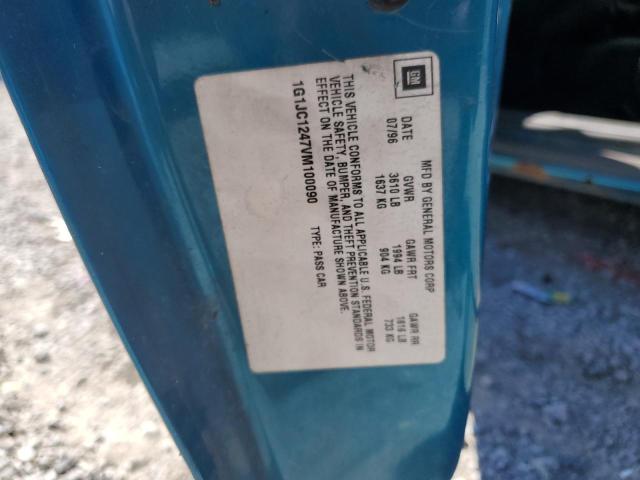 GM
MFD BY GENERAL MOTORS CORP
DATE GVWR GAWR FRT GAWR RR
07/96 3610 LB 1994 LB 1616 LB
1637 KG 904 KG 733 KG
THIS VEHICLE CONFORMS TO ALL APPLICABLE U.S. FEDERAL MOTOR
VEHICLE SAFETY, BUMPER, AND THEFT PREVENTION STANDARDS IN
EFFECT ON THE DATE OF MANUFACTURE SHOWN ABOVE.
1G1JC1247VM100090 TYPE: PASS CAR